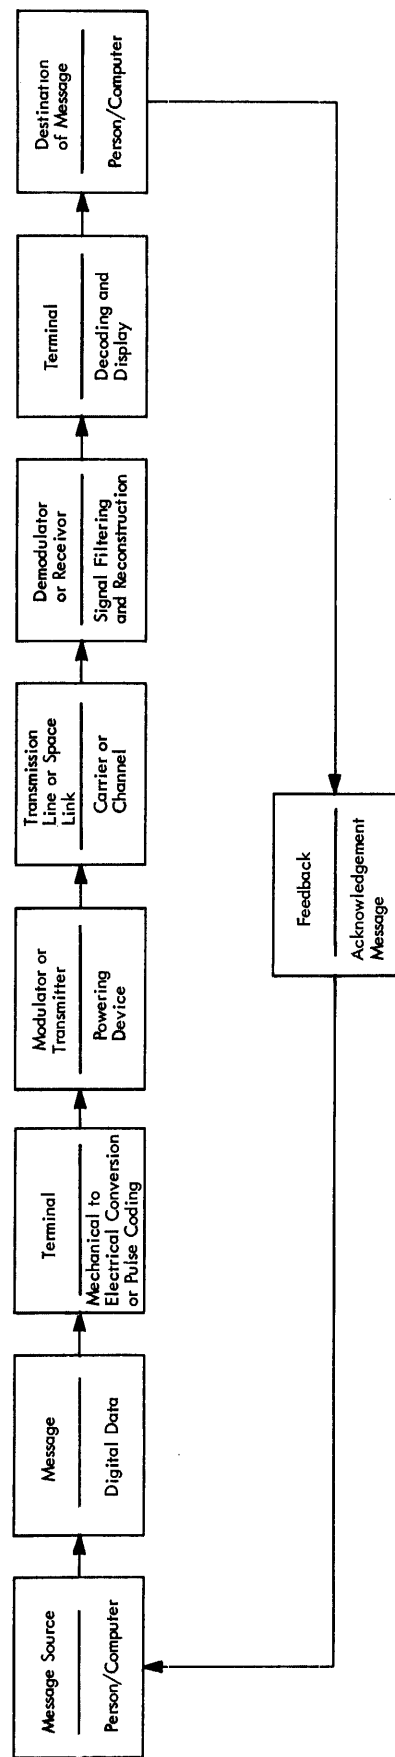 Message Source
Person/Computer
Message
Digital Data
Terminal
Mechanical to
Electrical Conversion
or Pulse Coding
Modulator or
Transmitter
Powering
Device
Transmission
Line or Space
Link
Carrier or
Channel
Demodulator
or Receivor
Signal Filtering
and Reconstruction
Terminal
Decoding and
Display
Destination
of Message
Person/Computer
Feedback
Acknowledgement
Message